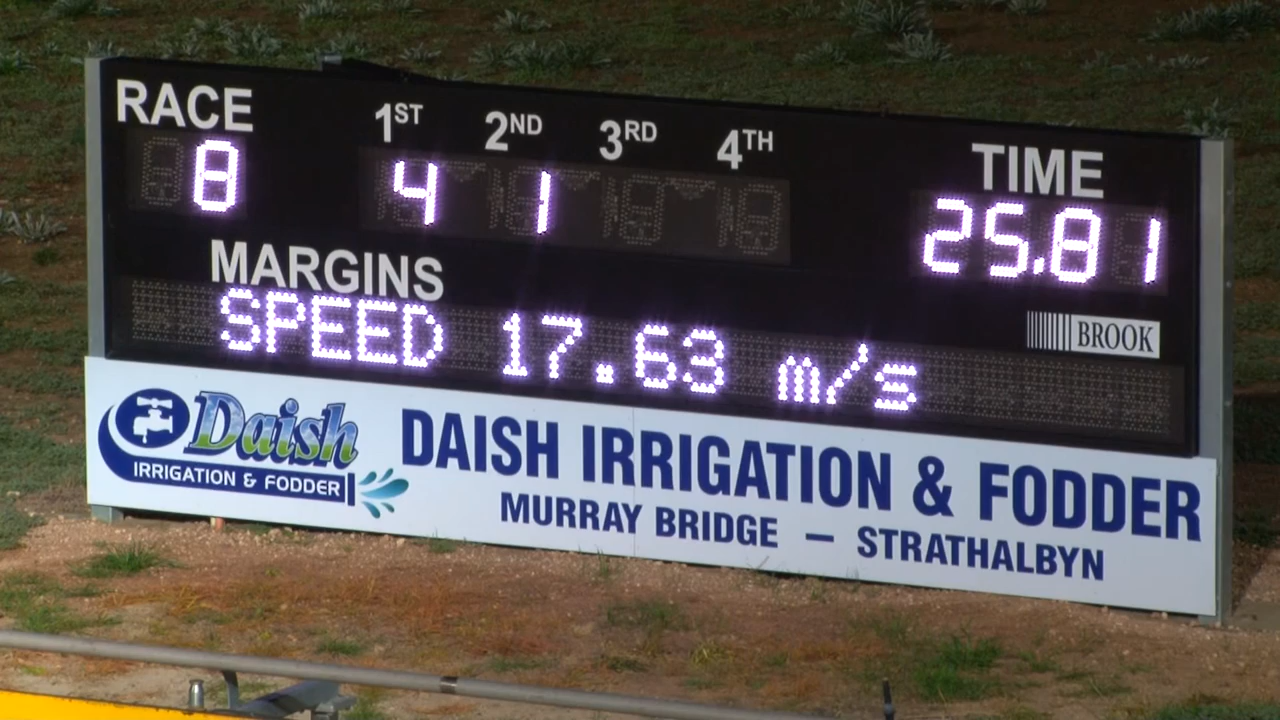 RACE 1ST 2ND 3RD 4TH TIME
8 4 1 25.81
MARGINS
SPEED 17.63 m/s
BROOK
Daish
IRRIGATION & FODDER
DAISH IRRIGATION & FODDER
MURRAY BRIDGE – STRATHALBYN